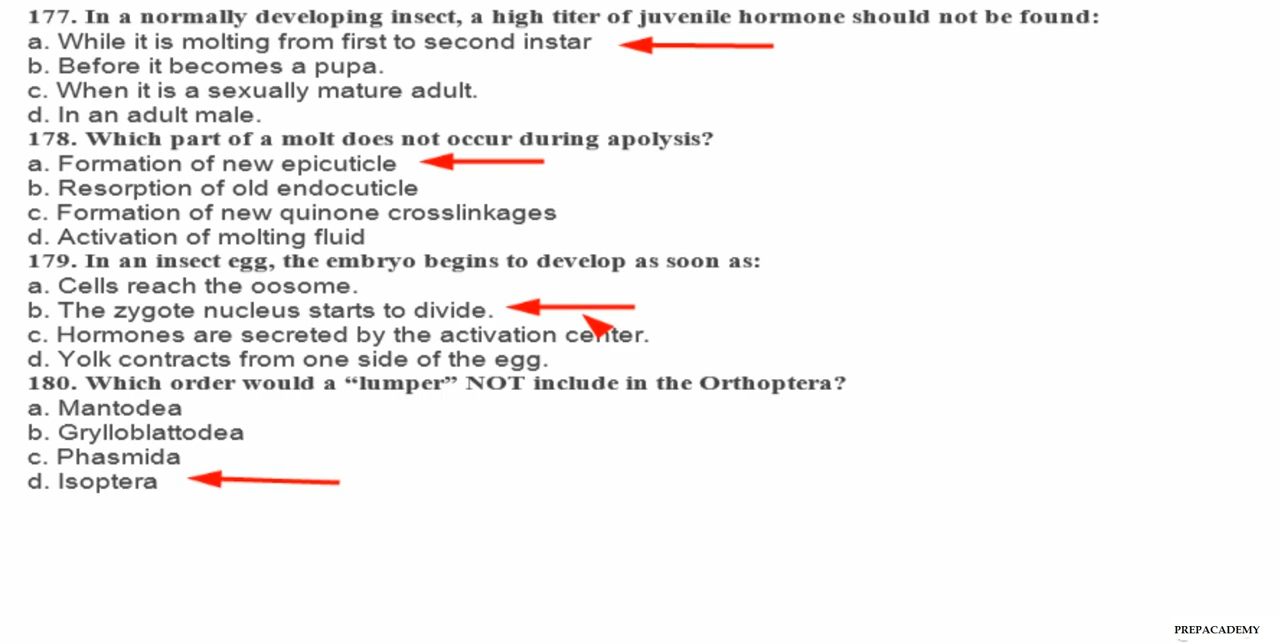 177. In a normally developing insect, a high titer of juvenile hormone should not be found:
a. While it is molting from first to second instar
b. Before it becomes a pupa.
c. When it is a sexually mature adult.
d. In an adult male.
178. Which part of a molt does not occur during apolysis?
a. Formation of new epicuticle
b. Resorption of old endocuticle
c. Formation of new quinone crosslinkages
d. Activation of molting fluid
179. In an insect egg, the embryo begins to develop as soon as:
a. Cells reach the oosome.
b. The zygote nucleus starts to divide.
c. Hormones are secreted by the activation center.
d. Yolk contracts from one side of the egg.
180. Which order would a “lumper” NOT include in the Orthoptera?
a. Mantodea
b. Grylloblattodea
c. Phasmida
d. Isoptera
PREPACADEMY